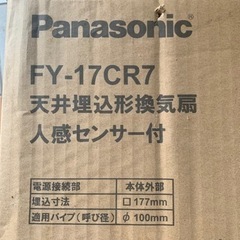 Panasonic
FY-17CR7
天井埋込形換気扇
人感センサー付
電源接続部 本体外部
埋込寸法 □177mm
適用パイプ(呼び径) φ100mm